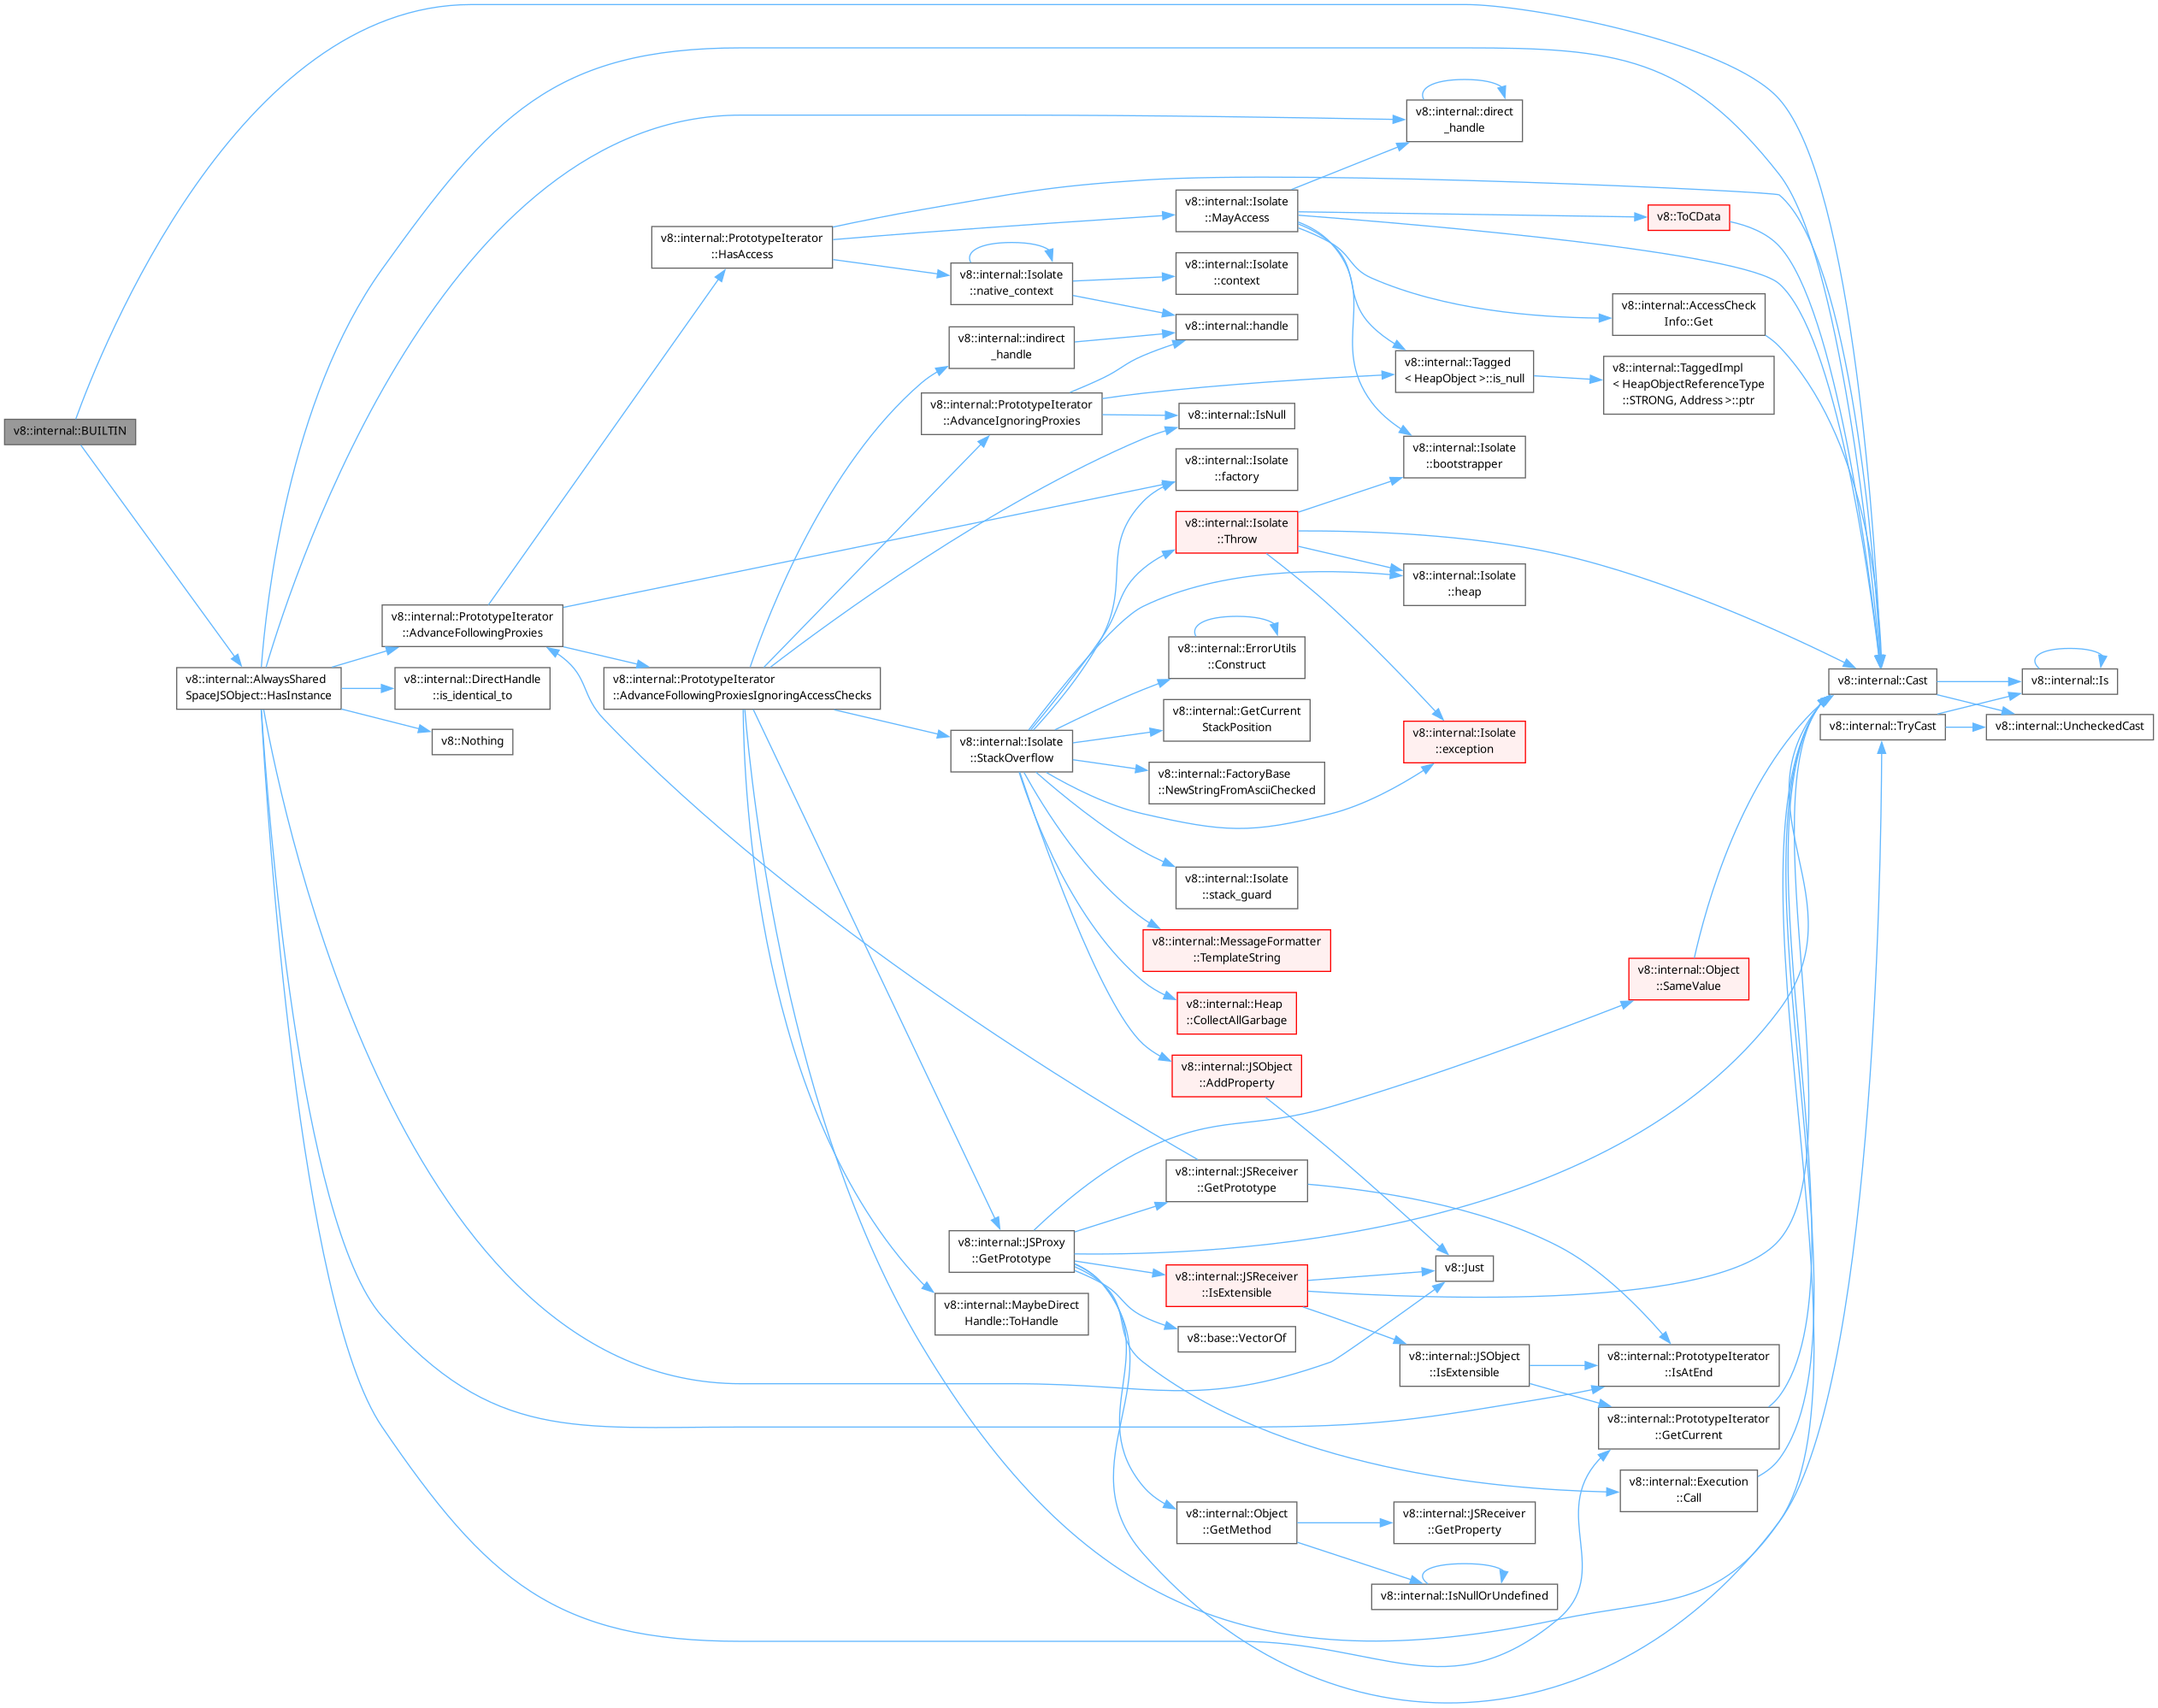 v8::internal::BUILTIN
v8::internal::AlwaysShared
SpaceJSObject::HasInstance
v8::internal::PrototypeIterator
::AdvanceFollowingProxies
v8::internal::DirectHandle
::is_identical_to
v8::Nothing
v8::internal::PrototypeIterator
::HasAccess
v8::internal::PrototypeIterator
::AdvanceFollowingProxiesIgnoringAccessChecks
v8::internal::Isolate
::native_context
v8::internal::indirect
_handle
v8::internal::PrototypeIterator
::AdvanceIgnoringProxies
v8::internal::Isolate
::StackOverflow
v8::internal::JSProxy
::GetPrototype
v8::internal::MaybeDirect
Handle::ToHandle
v8::internal::Isolate
::MayAccess
v8::internal::Isolate
::context
v8::internal::handle
v8::internal::IsNull
v8::internal::Isolate
::factory
v8::internal::Isolate
::Throw
v8::internal::ErrorUtils
::Construct
v8::internal::GetCurrent
StackPosition
v8::internal::FactoryBase
::NewStringFromAsciiChecked
v8::internal::Isolate
::stack_guard
v8::internal::MessageFormatter
::TemplateString
v8::internal::Heap
::CollectAllGarbage
v8::internal::JSObject
::AddProperty
v8::internal::JSReceiver
::GetPrototype
v8::internal::JSReceiver
::IsExtensible
v8::base::VectorOf
v8::internal::Object
::GetMethod
v8::internal::direct
_handle
v8::internal::Tagged
< HeapObject >::is_null
v8::internal::Isolate
::bootstrapper
v8::internal::Isolate
::heap
v8::internal::Isolate
::exception
v8::Just
v8::internal::JSObject
::IsExtensible
v8::internal::JSReceiver
::GetProperty
v8::internal::IsNullOrUndefined
v8::ToCData
v8::internal::AccessCheck
Info::Get
v8::internal::TaggedImpl
< HeapObjectReferenceType
::STRONG, Address >::ptr
v8::internal::Object
::SameValue
v8::internal::PrototypeIterator
::IsAtEnd
v8::internal::PrototypeIterator
::GetCurrent
v8::internal::Execution
::Call
v8::internal::Cast
v8::internal::TryCast
v8::internal::Is
v8::internal::UncheckedCast